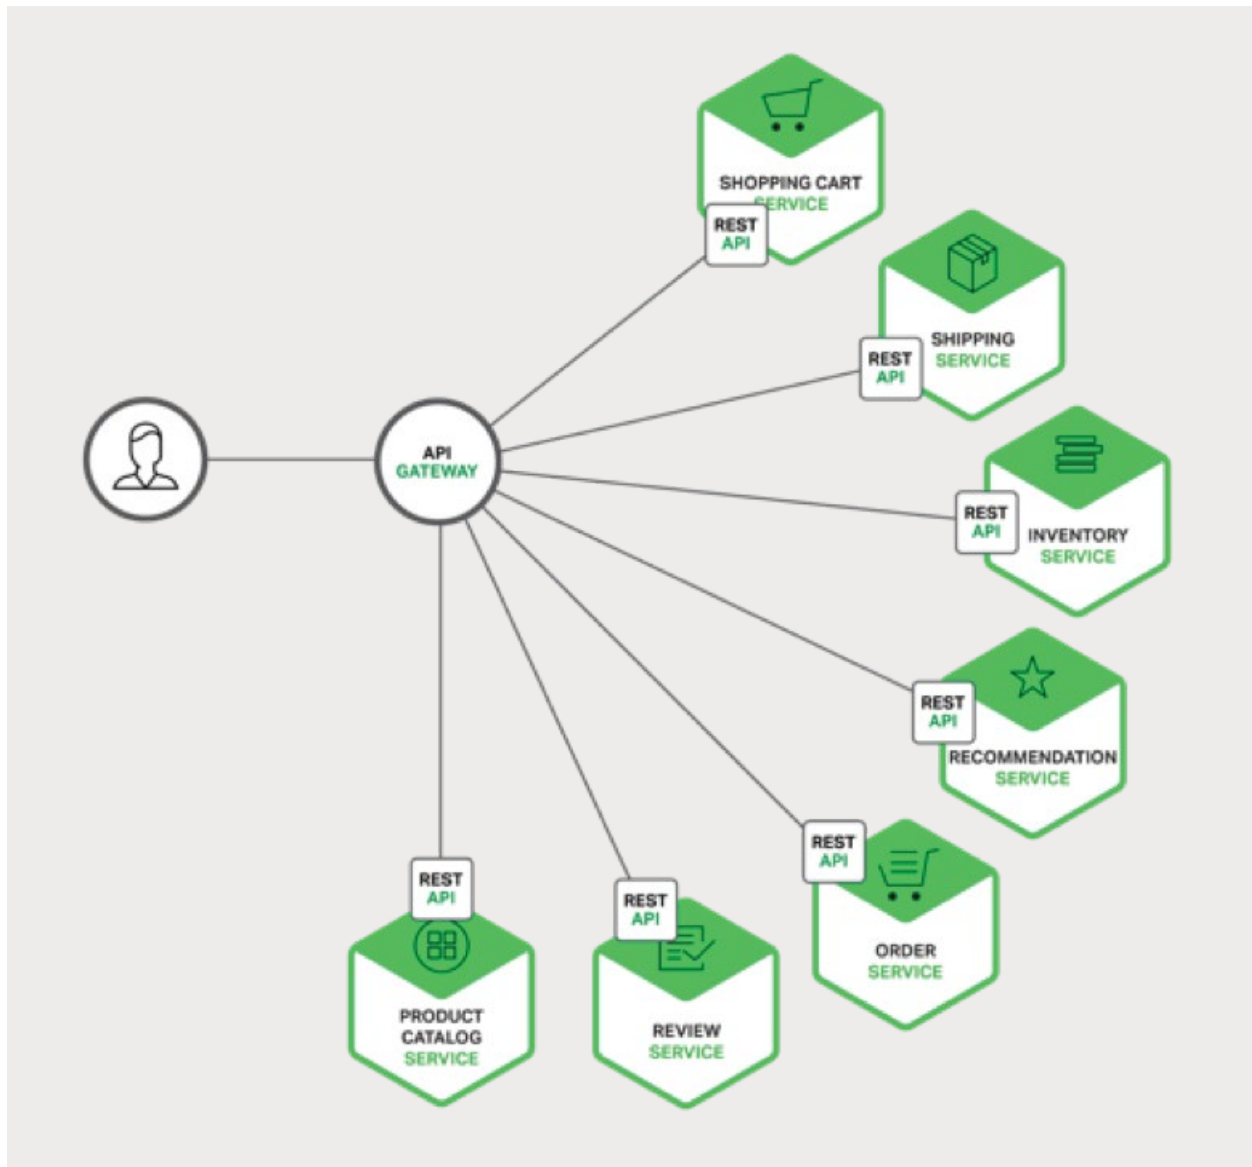 SHOPPING CART
SERVICE
REST
API
SHIPPING
SERVICE
REST
API
API
GATEWAY
REST
API
INVENTORY
SERVICE
REST
API
RECOMMENDATION
SERVICE
REST
API
ORDER
SERVICE
REST
API
REVIEW
SERVICE
REST
API
PRODUCT
CATALOG
SERVICE